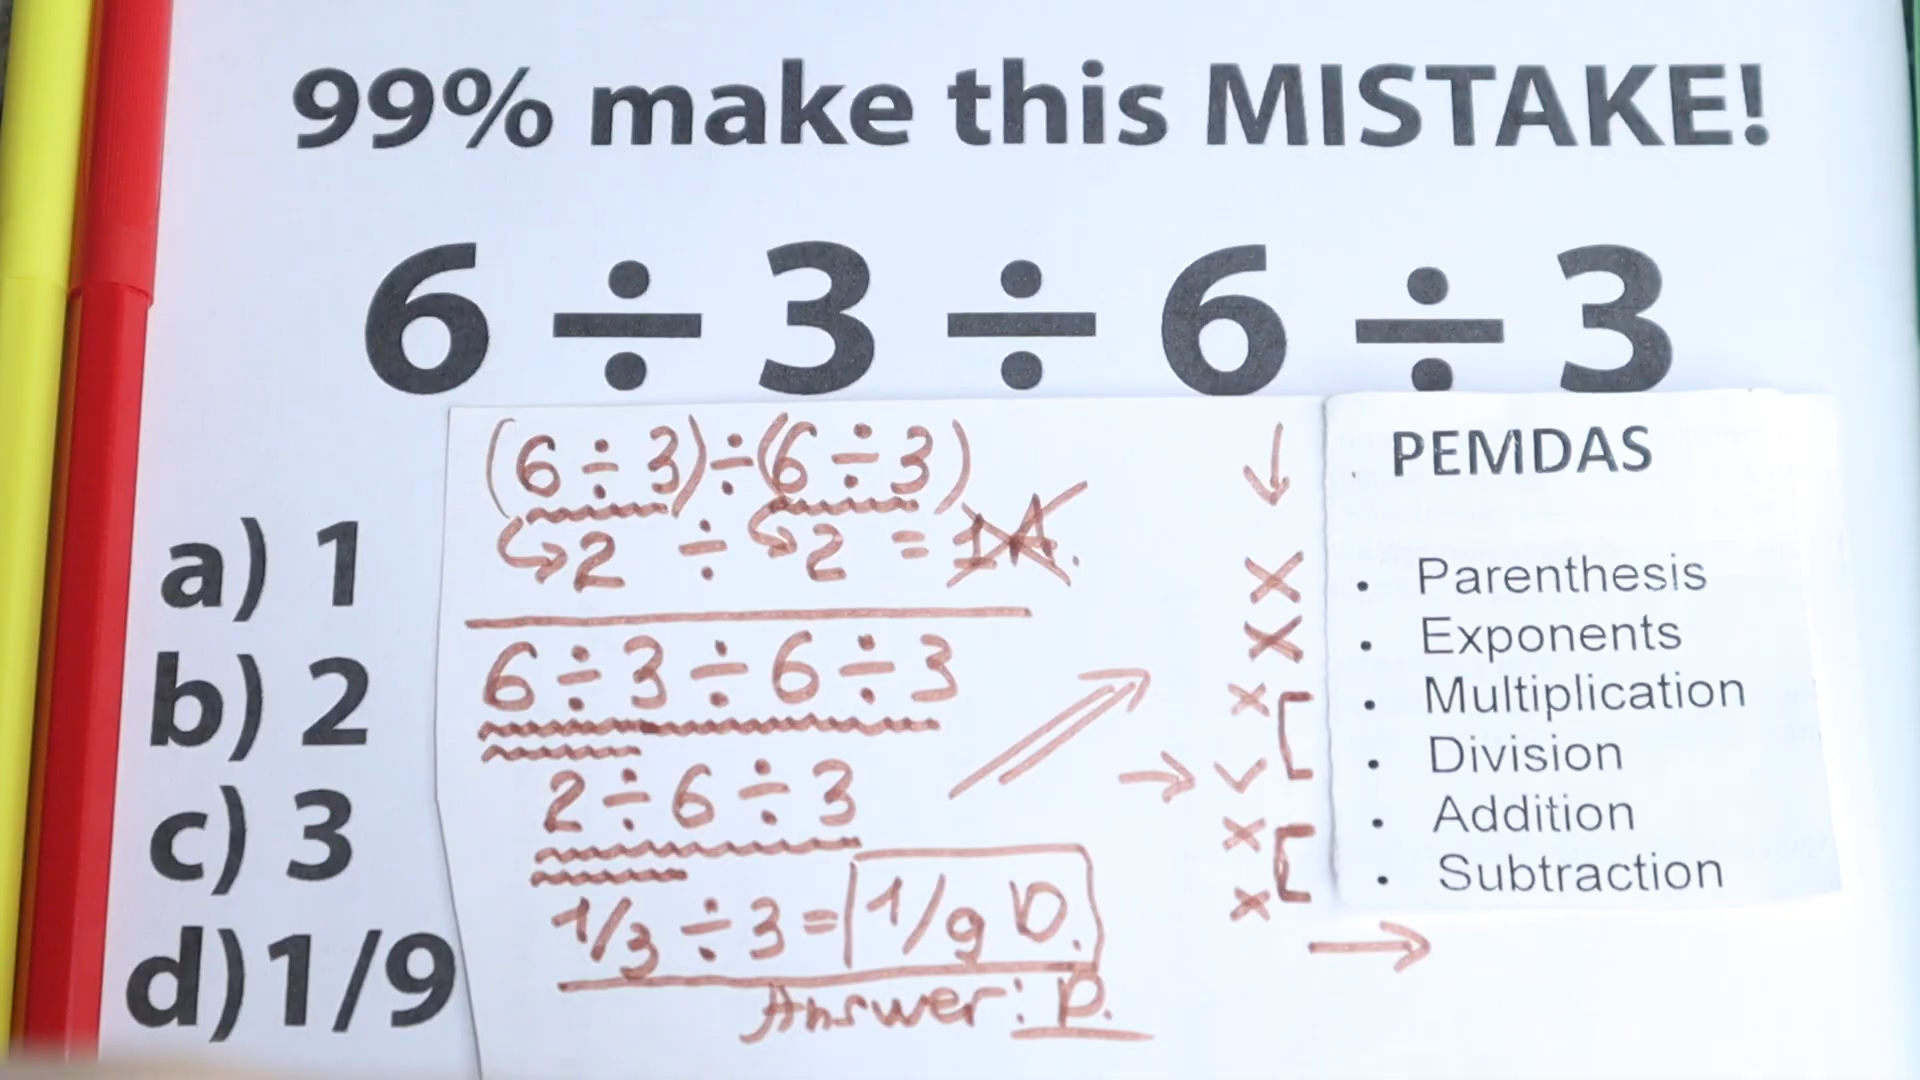 99% make this MISTAKE!
6 ÷ 3 ÷ 6 ÷ 3
a) 1
b) 2
c) 3
d) 1/9
(6 ÷ 3) ÷ (6 ÷ 3)
2 ÷ 2 = 1 A.
6 ÷ 3 ÷ 6 ÷ 3
2 ÷ 6 ÷ 3
1/3 ÷ 3 = 1/9 D.
Answer: D.
PEMDAS
• Parenthesis
• Exponents
• Multiplication
• Division
• Addition
• Subtraction